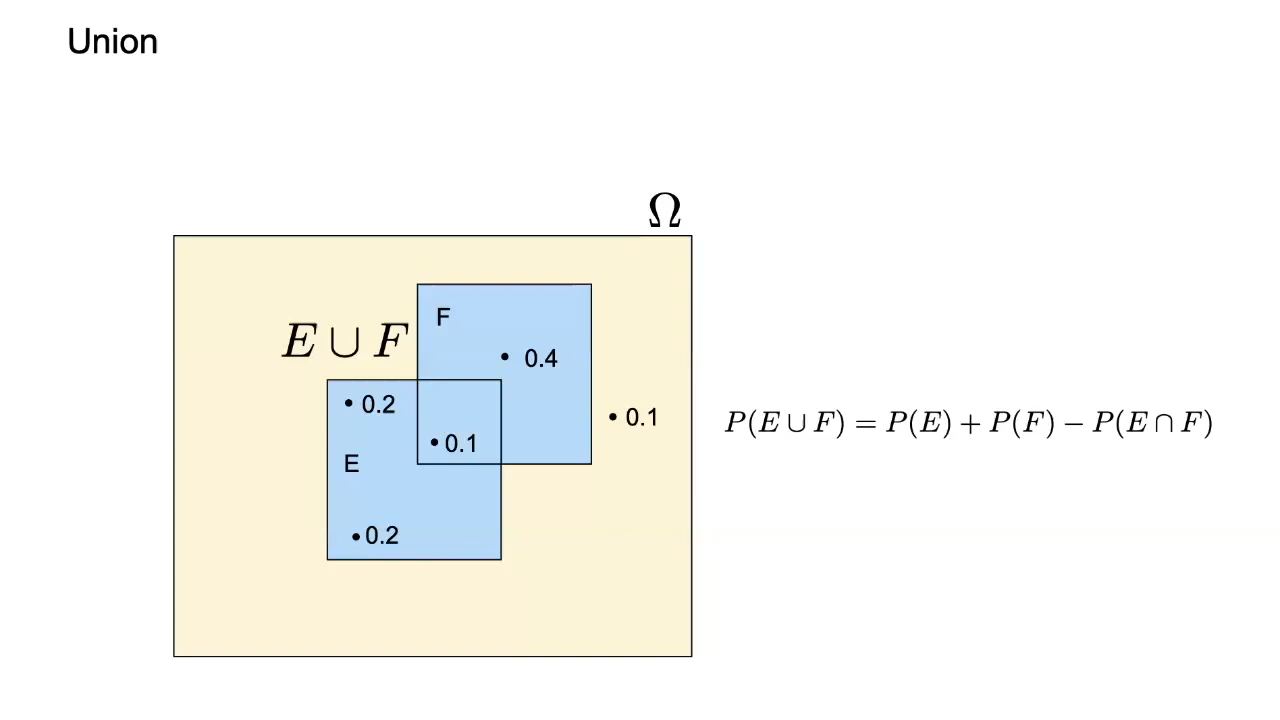 Union
Ω
F
E ∪ F
0.4
0.2
0.1
P(E ∪ F) = P(E) + P(F) − P(E ∩ F)
0.1
E
0.2